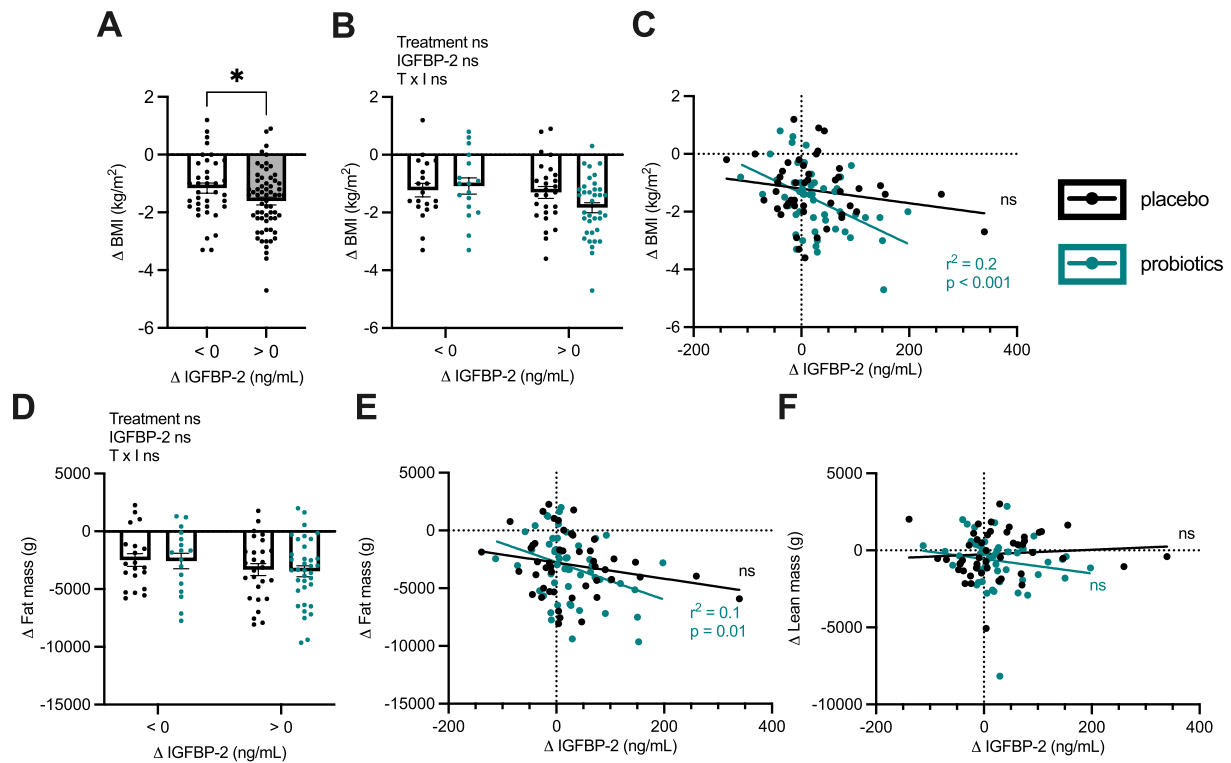 A
*
2
0
-2
-4
-6
Δ BMI (kg/m²)
< 0
> 0
Δ IGFBP-2 (ng/mL)
B
Treatment ns
IGFBP-2 ns
T x I ns
2
0
-2
-4
-6
Δ BMI (kg/m²)
< 0
> 0
Δ IGFBP-2 (ng/mL)
C
2
0
-2
-4
-6
Δ BMI (kg/m²)
ns
r² = 0.2
p < 0.001
-200
0
200
400
Δ IGFBP-2 (ng/mL)
placebo
probiotics
D
Treatment ns
IGFBP-2 ns
T x I ns
5000
0
-5000
-10000
-15000
Δ Fat mass (g)
< 0
> 0
Δ IGFBP-2 (ng/mL)
E
5000
0
-5000
-10000
-15000
Δ Fat mass (g)
ns
r² = 0.1
p = 0.01
-200
0
200
400
Δ IGFBP-2 (ng/mL)
F
5000
0
-5000
-10000
Δ Lean mass (g)
ns
ns
-200
0
200
400
Δ IGFBP-2 (ng/mL)